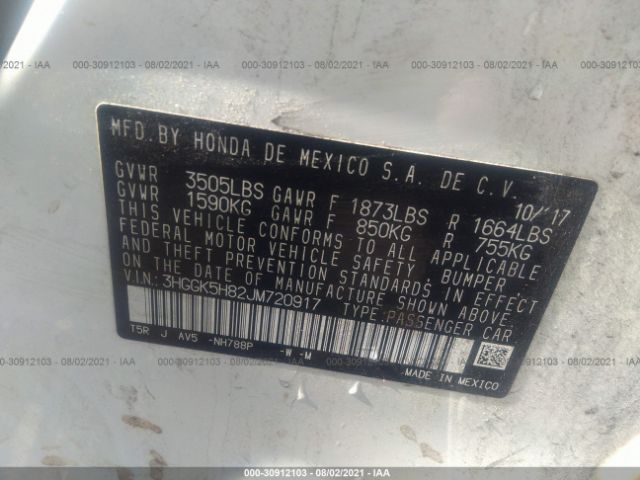 000-30912103 - 08/02/2021 - IAA 000-30912103 - 08/02/2021 - IAA
MFD. BY HONDA DE MEXICO S.A. DE C.V. 10/'17
GVWR 3505LBS GAWR F 1873LBS R 1664LBS
GVWR 1590KG GAWR F 850KG R 755KG
THIS VEHICLE CONFORMS TO ALL APPLICABLE
FEDERAL MOTOR VEHICLE SAFETY, BUMPER
AND THEFT PREVENTION STANDARDS IN EFFECT
ON THE DATE OF MANUFACTURE SHOWN ABOVE.
V.I.N.: 3HGGK5H82JM720917 TYPE: PASSENGER CAR
T5R J AV5 -NH788P -W -M
MADE IN MEXICO
000-30912103 - 08/02/2021 - IAA 000-30912103 - 08/02/2021 - IAA
000-30912103 - 08/02/2021 - IAA